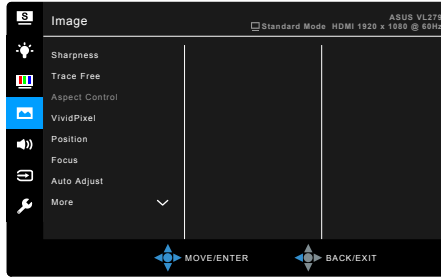 S
Image
ASUS VL279
Standard Mode HDMI 1920 x 1080 @ 60Hz
Sharpness
Trace Free
Aspect Control
VividPixel
Position
Focus
Auto Adjust
More
MOVE/ENTER
BACK/EXIT